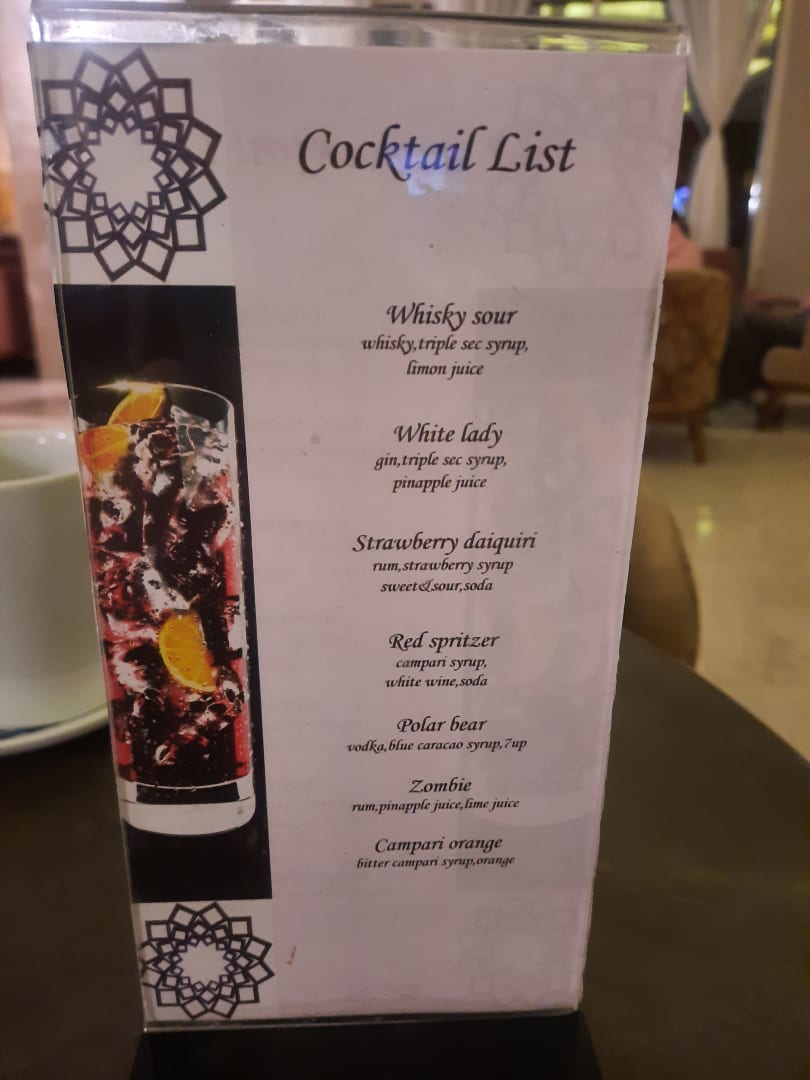 Cocktail List
Whisky sour
whisky,triple sec syrup,
limon juice
White lady
gin,triple sec syrup,
pinapple juice
Strawberry daiquiri
rum,strawberry syrup
sweet&sour,soda
Red spritzer
campari syrup,
white wine,soda
Polar bear
vodka,blue caracao syrup,7up
Zombie
rum,pinapple juice,lime juice
Campari orange
bitter campari syrup,orange